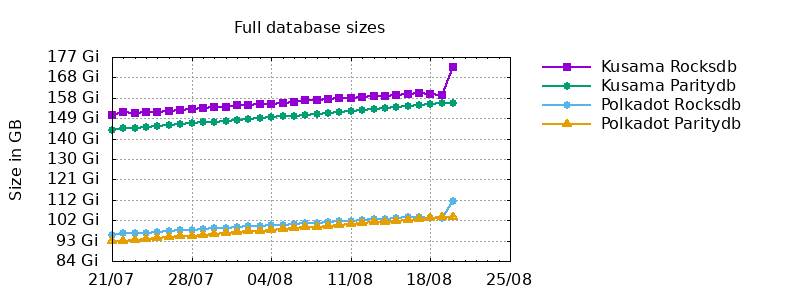 Full database sizes
177 Gi
168 Gi
158 Gi
149 Gi
140 Gi
130 Gi
121 Gi
112 Gi
102 Gi
93 Gi
84 Gi
Size in GB
21/07 28/07 04/08 11/08 18/08 25/08
Kusama Rocksdb
Kusama Paritydb
Polkadot Rocksdb
Polkadot Paritydb